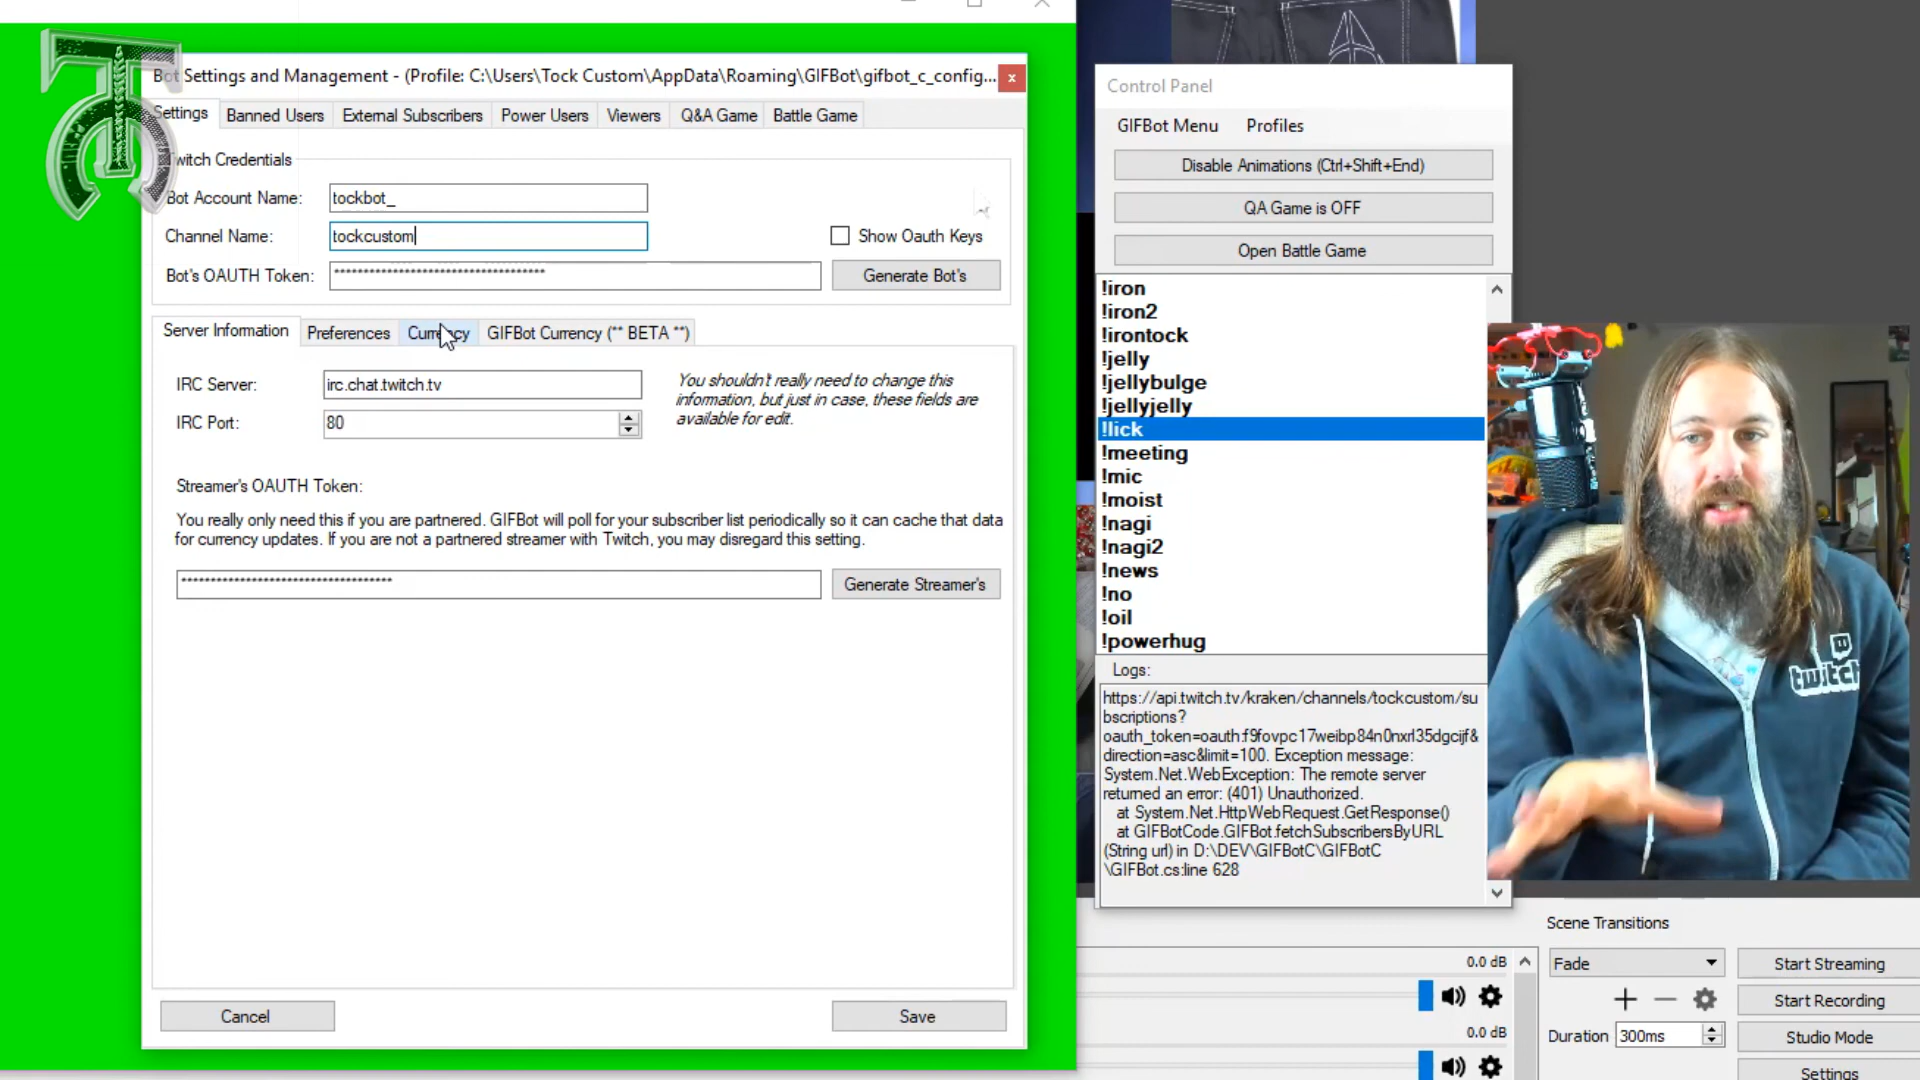 Bot Settings and Management - (Profile: C:\Users\Tock Custom\AppData\Roaming\GIFBot\gifbot_c_config...
Settings
Banned Users
External Subscribers
Power Users
Viewers
Q&A Game
Battle Game
Twitch Credentials
Bot Account Name:
tockbot_
Channel Name:
tockcustom
Show Oauth Keys
Bot's OAUTH Token:
************************************
Generate Bot's
Server Information
Preferences
Currency
GIFBot Currency (** BETA **)
IRC Server:
irc.chat.twitch.tv
IRC Port:
80
You shouldn't really need to change this
information, but just in case, these fields are
available for edit.
Streamer's OAUTH Token:
You really only need this if you are partnered. GIFBot will poll for your subscriber list periodically so it can cache that data
for currency updates. If you are not a partnered streamer with Twitch, you may disregard this setting.
************************************
Generate Streamer's
Cancel
Save
Control Panel
GIFBot Menu
Profiles
Disable Animations (Ctrl+Shift+End)
QA Game is OFF
Open Battle Game
!iron
!iron2
!irontock
!jelly
!jellybulge
!jellyjelly
!lick
!meeting
!mic
!moist
!nagi
!nagi2
!news
!no
!oil
!powerhug
Logs:
https://api.twitch.tv/kraken/channels/tockcustom/su
bscriptions?
oauth_token=oauth:f9fovpc17weibp84n0nxrl35dgcijf&
direction=asc&limit=100. Exception message:
System.Net.WebException: The remote server
returned an error: (401) Unauthorized.
at System.Net.HttpWebRequest.GetResponse()
at GIFBotCode.GIFBot.fetchSubscribersByURL
(String url) in D:\DEV\GIFBotC\GIFBotC
\GIFBot.cs:line 628
twitch
0.0 dB
0.0 dB
Scene Transitions
Fade
Duration
300ms
Start Streaming
Start Recording
Studio Mode
Settings